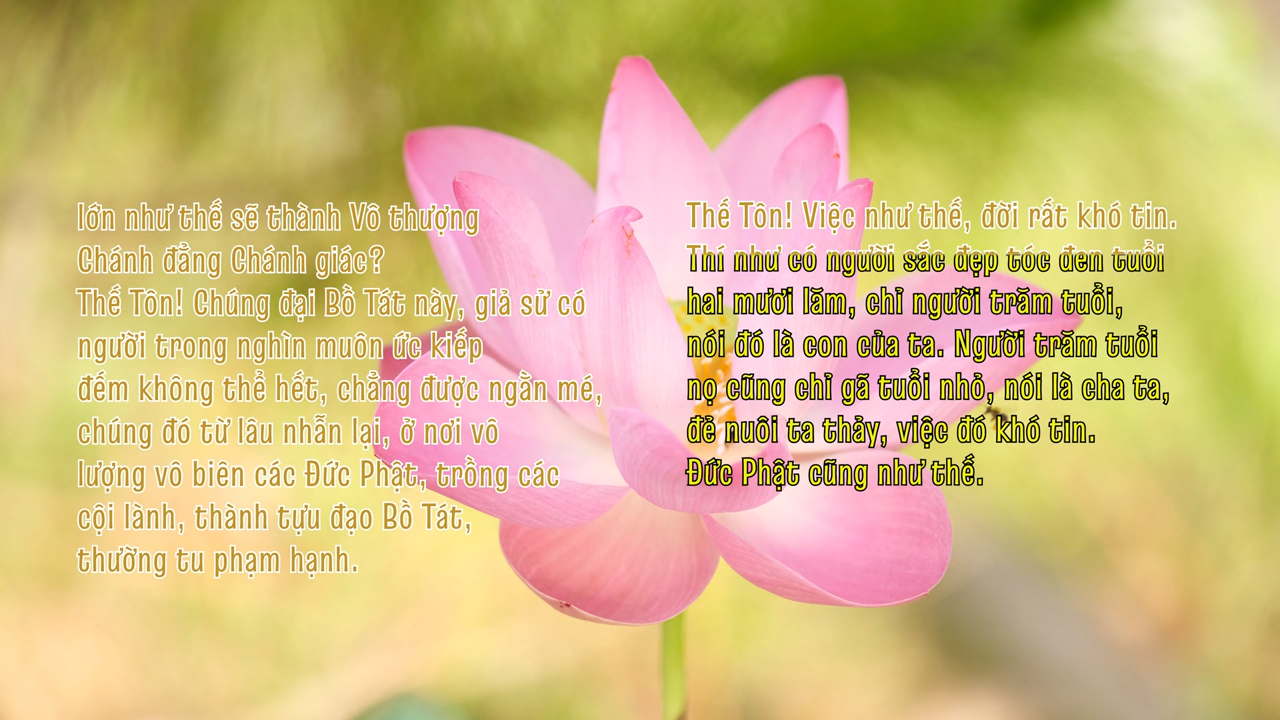 lớn như thế sẽ thành Vô thượng
Chánh đẳng Chánh giác?
Thế Tôn! Chúng đại Bồ Tát này, giả sử có
người trong nghìn muôn ức kiếp
đếm không thể hết, chẳng được ngằn mé,
chúng đó từ lâu nhẫn lại, ở nơi vô
lượng vô biên các Đức Phật, trồng các
cội lành, thành tựu đạo Bồ Tát,
thường tu phạm hạnh.
Thế Tôn! Việc như thế, đời rất khó tin.
Thí như có người sắc đẹp tóc đen tuổi
hai mươi lăm, chỉ người trăm tuổi,
nói đó là con của ta. Người trăm tuổi
nọ cũng chỉ gã tuổi nhỏ, nói là cha ta,
đẻ nuôi ta thảy, việc đó khó tin.
Đức Phật cũng như thế.